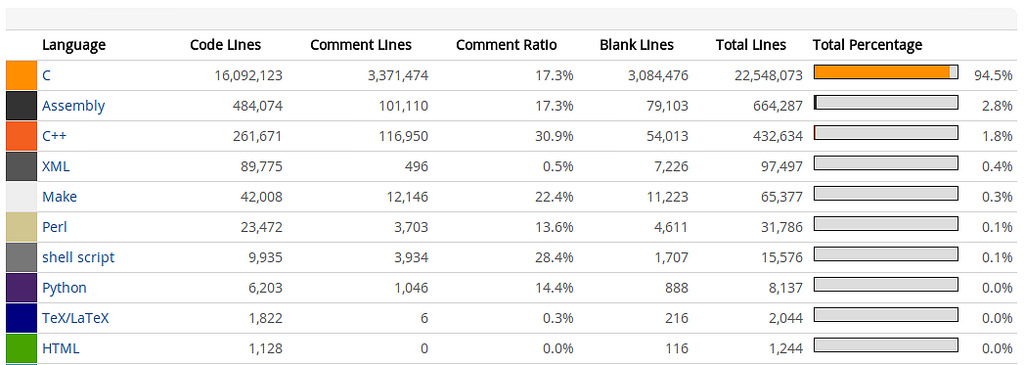 Language Code Lines Comment Lines Comment Ratio Blank Lines Total Lines Total Percentage
C 16,092,123 3,371,474 17.3% 3,084,476 22,548,073 94.5%
Assembly 484,074 101,110 17.3% 79,103 664,287 2.8%
C++ 261,671 116,950 30.9% 54,013 432,634 1.8%
XML 89,775 496 0.5% 7,226 97,497 0.4%
Make 42,008 12,146 22.4% 11,223 65,377 0.3%
Perl 23,472 3,703 13.6% 4,611 31,786 0.1%
shell script 9,935 3,934 28.4% 1,707 15,576 0.1%
Python 6,203 1,046 14.4% 888 8,137 0.0%
TeX/LaTeX 1,822 6 0.3% 216 2,044 0.0%
HTML 1,128 0 0.0% 116 1,244 0.0%